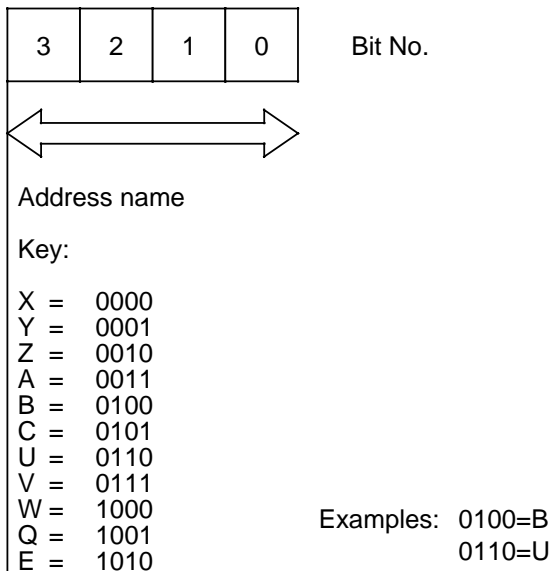 3 2 1 0 Bit No.
Address name
Key:
X = 0000
Y = 0001
Z = 0010
A = 0011
B = 0100
C = 0101
U = 0110
V = 0111
W = 1000
Q = 1001 Examples: 0100=B
E = 1010 0110=U